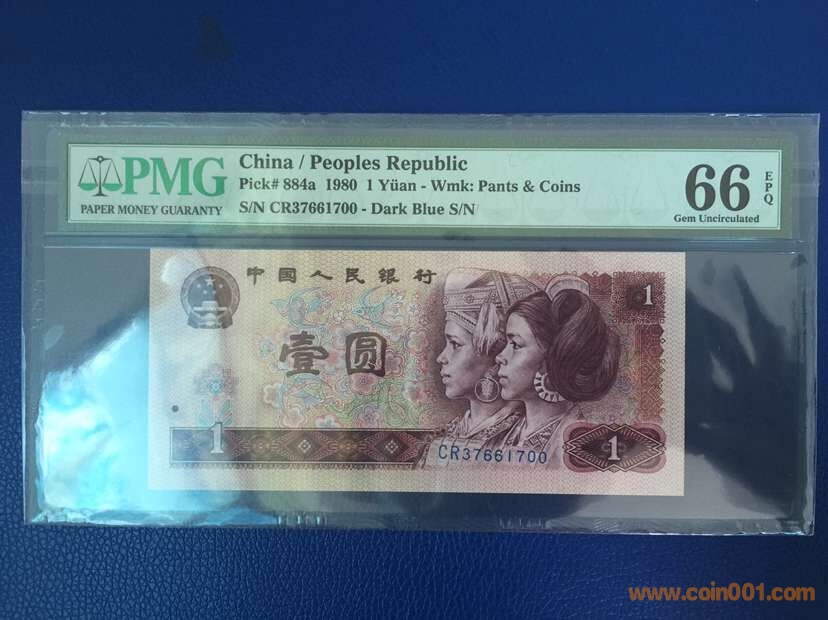 PMG
PAPER MONEY GUARANTY
China / Peoples Republic
Pick# 884a 1980 1 Yüan - Wmk: Pants & Coins
S/N CR37661700 - Dark Blue S/N
66 EPQ
Gem Uncirculated
中国人民银行
1
壹圆
1
CR37661700
1
www.coin001.com